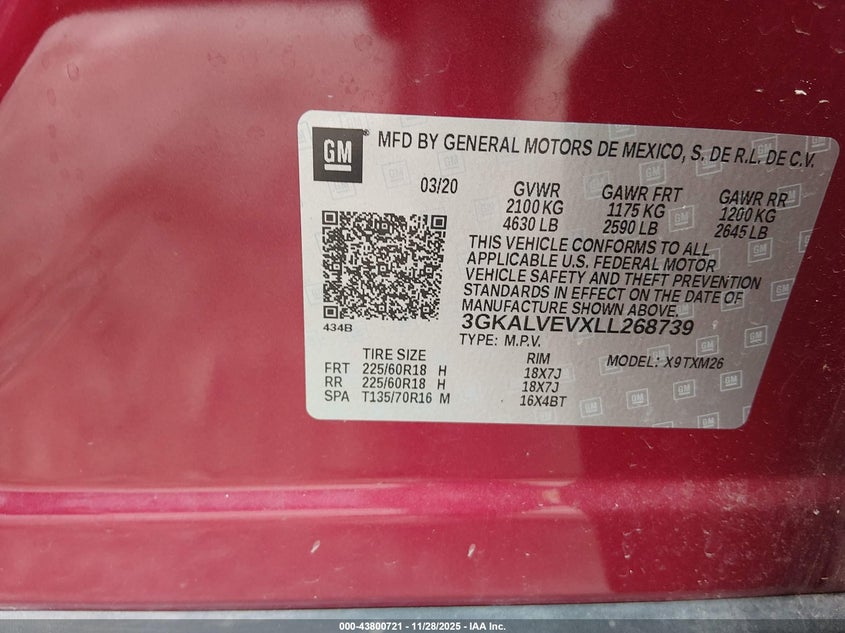 GM
®
MFD BY GENERAL MOTORS DE MEXICO, S. DE R.L. DE C.V.
03/20 GVWR GAWR FRT GAWR RR
2100 KG 1175 KG 1200 KG
4630 LB 2590 LB 2645 LB
THIS VEHICLE CONFORMS TO ALL
APPLICABLE U.S. FEDERAL MOTOR
VEHICLE SAFETY AND THEFT PREVENTION
STANDARDS IN EFFECT ON THE DATE OF
MANUFACTURE SHOWN ABOVE.
434B
3GKALVEVXLL268739
TYPE: M.P.V.
TIRE SIZE RIM MODEL: X9TXM26
FRT 225/60R18 H 18X7J
RR 225/60R18 H 18X7J
SPA T135/70R16 M 16X4BT
000-43800721 - 11/28/2025 - IAA Inc.